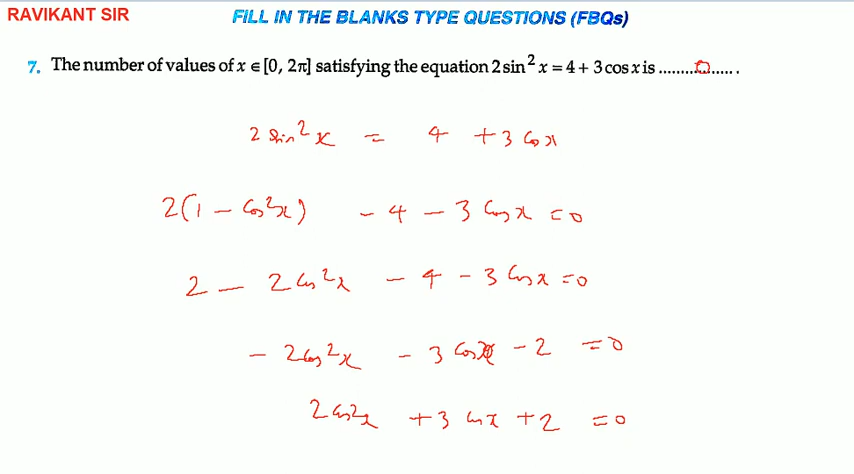 RAVIKANT SIR FILL IN THE BLANKS TYPE QUESTIONS (FBQs)
7. The number of values of x ∈ [0, 2π] satisfying the equation 2 sin² x = 4 + 3 cos x is .........0...... .
2 sin²x = 4 + 3 cos x
2(1 - cos²x) - 4 - 3 cos x = 0
2 - 2 cos²x - 4 - 3 cos x = 0
- 2 cos²x - 3 cos x - 2 = 0
2 cos²x + 3 cos x + 2 = 0